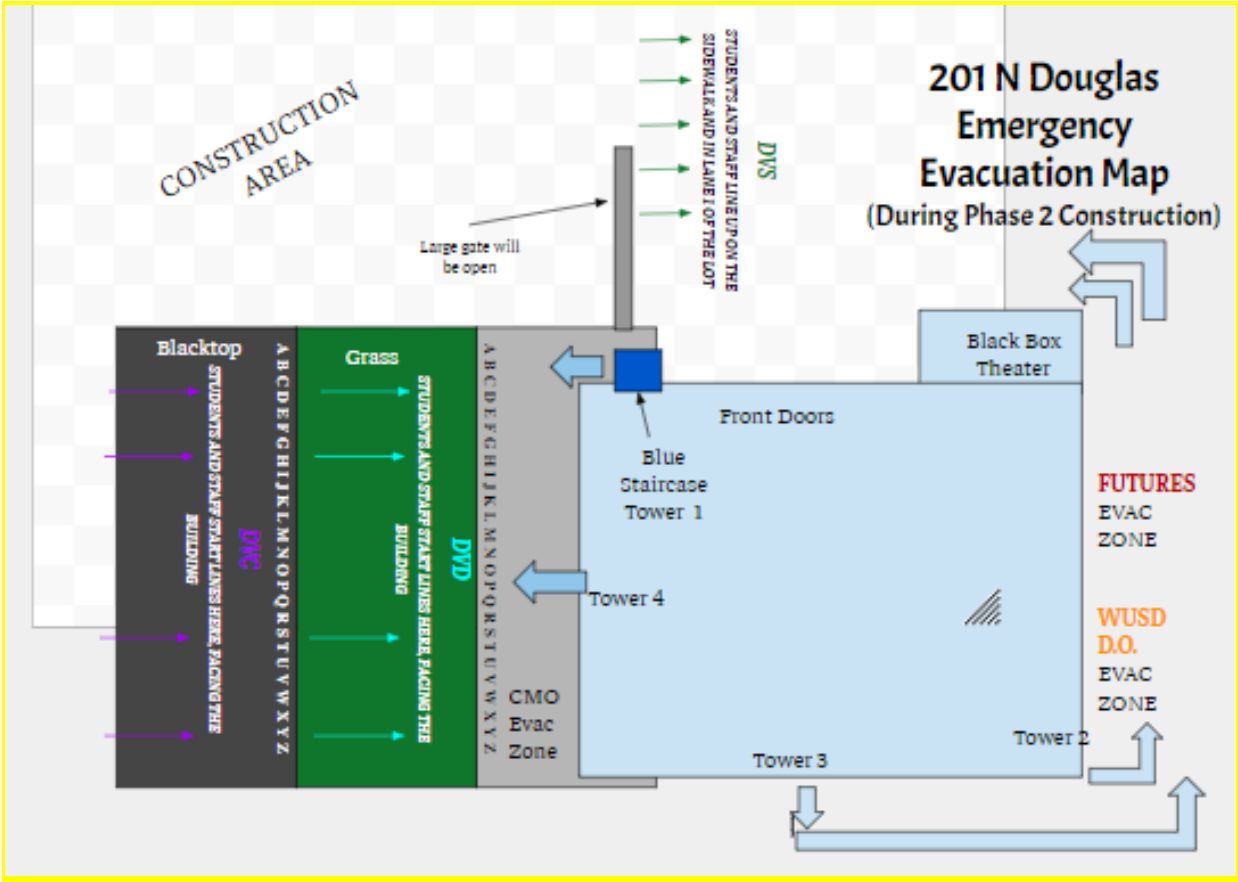 201 N Douglas
Emergency
Evacuation Map
(During Phase 2 Construction)
CONSTRUCTION
AREA
Large gate will
be open
STUDENTS AND STAFF LINE UP ON THE
SIDEWALK AND IN LANE 1 OF THE LOT
DVS
Blacktop
STUDENTS AND STAFF START LINES HERE, FACING THE
BUILDING
DVC
A B C D E F G H I J K L M N O P Q R S T U V W X Y Z
Grass
STUDENTS AND STAFF START LINES HERE, FACING THE
BUILDING
DVD
A B C D E F G H I J K L M N O P Q R S T U V W X Y Z
CMO
Evac
Zone
Black Box
Theater
Front Doors
Blue
Staircase
Tower 1
Tower 4
Tower 3
Tower 2
FUTURES
EVAC
ZONE
WUSD
D.O.
EVAC
ZONE